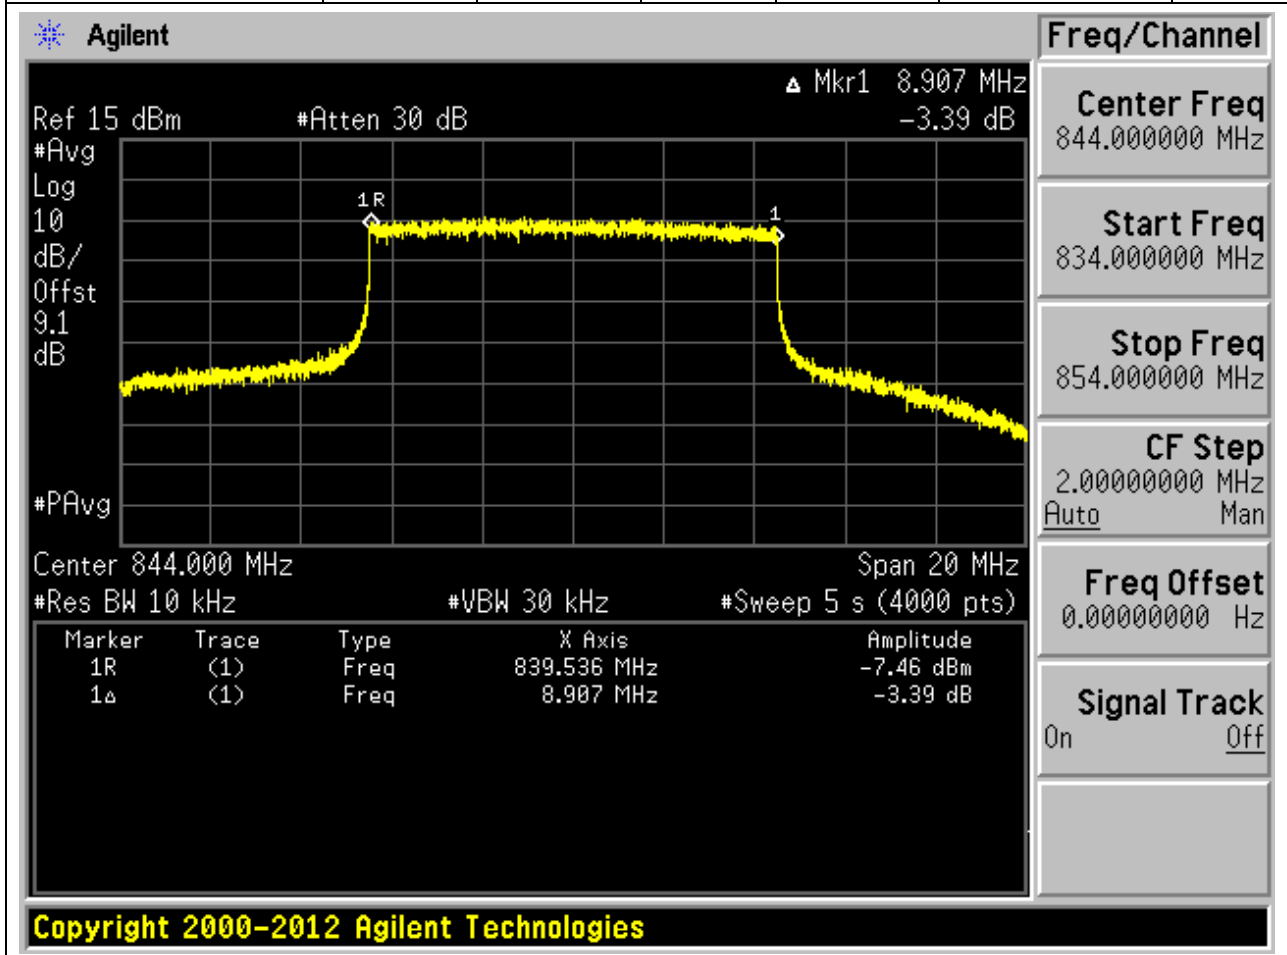 Agilent
Freq/Channel
Δ Mkr1 8.907 MHz
Ref 15 dBm #Atten 30 dB -3.39 dB
#Avg
Log
10
dB/
Offst
9.1
dB
1R
1
#PAvg
Center 844.000 MHz Span 20 MHz
#Res BW 10 kHz #VBW 30 kHz #Sweep 5 s (4000 pts)
Marker Trace Type X Axis Amplitude
1R (1) Freq 839.536 MHz -7.46 dBm
1Δ (1) Freq 8.907 MHz -3.39 dB
Center Freq
844.000000 MHz
Start Freq
834.000000 MHz
Stop Freq
854.000000 MHz
CF Step
2.00000000 MHz
Auto Man
Freq Offset
0.00000000 Hz
Signal Track
On Off
Copyright 2000-2012 Agilent Technologies